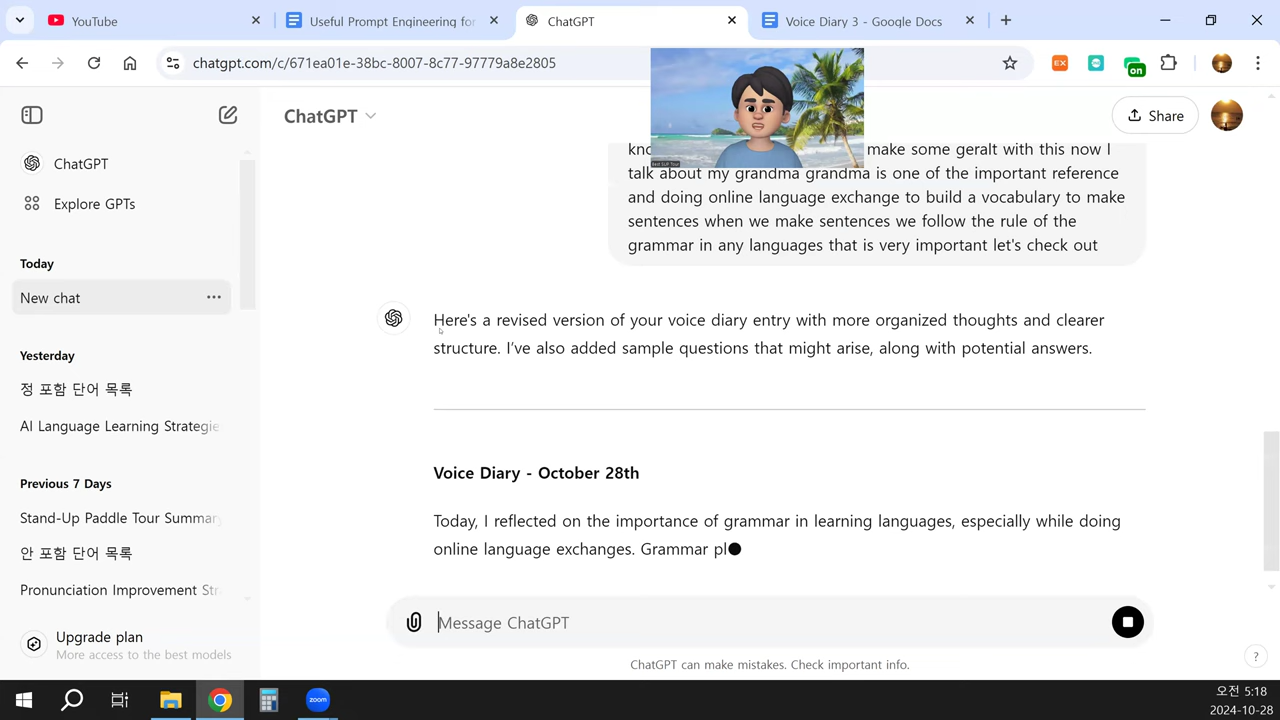 YouTube
Useful Prompt Engineering for
ChatGPT
Voice Diary 3 - Google Docs
chatgpt.com/c/671ea01e-38bc-8007-8c77-97779a8e2805
EX
on
ChatGPT
Share
ChatGPT
Explore GPTs
Today
New chat
Yesterday
정 포함 단어 목록
AI Language Learning Strategie
Previous 7 Days
Stand-Up Paddle Tour Summary
안 포함 단어 목록
Pronunciation Improvement Str
Upgrade plan
More access to the best models
make some geralt with this now I
talk about my grandma grandma is one of the important reference
and doing online language exchange to build a vocabulary to make
sentences when we make sentences we follow the rule of the
grammar in any languages that is very important let's check out
Here's a revised version of your voice diary entry with more organized thoughts and clearer
structure. I've also added sample questions that might arise, along with potential answers.
Voice Diary - October 28th
Today, I reflected on the importance of grammar in learning languages, especially while doing
online language exchanges. Grammar pl
Message ChatGPT
ChatGPT can make mistakes. Check important info.
?
zoom
오전 5:18
2024-10-28